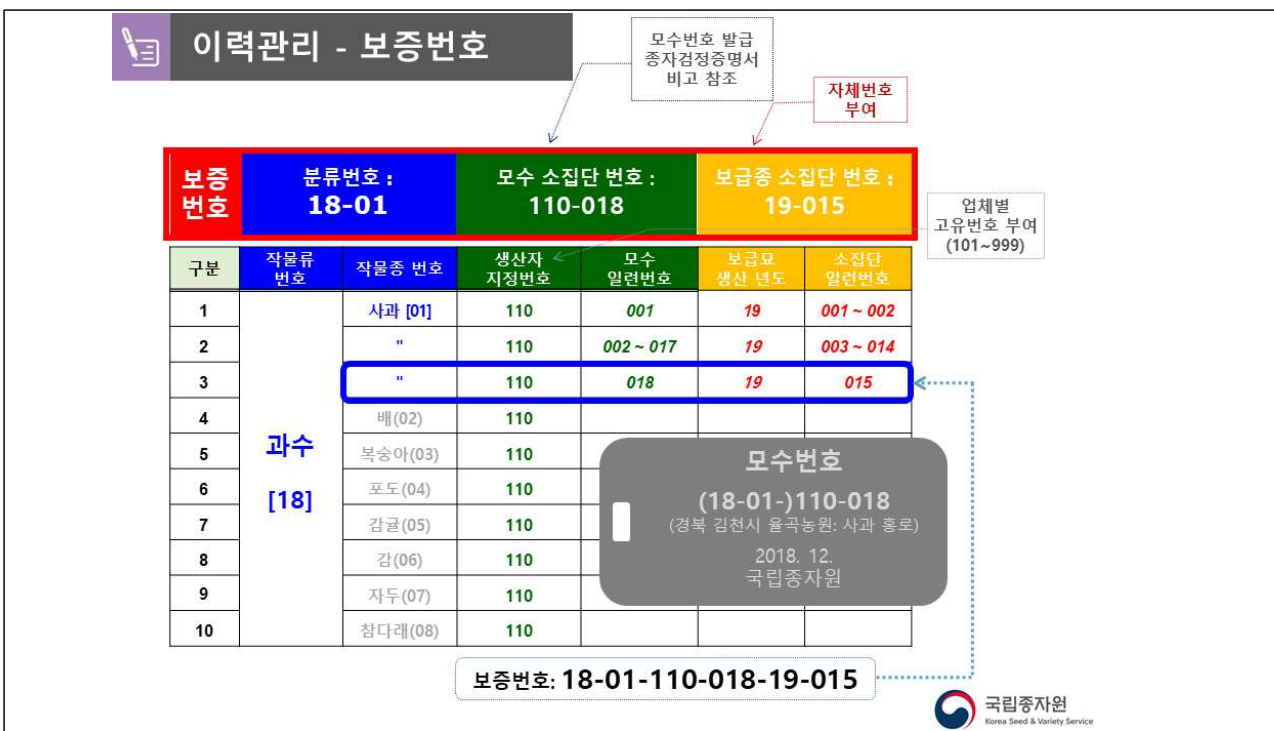 이력관리 - 보증번호
모수번호 발급
종자검정증명서
비고 참조
자체번호
부여
보증
번호
분류번호 :
18-01
모수 소집단 번호 :
110-018
보급종 소집단 번호 :
19-015
업체별
고유번호 부여
(101~999)
구분
작물류
번호
작물종 번호
생산자
지정번호
모수
일련번호
보급묘
생산 년도
소집단
일련번호
1 사과 [01] 110 001 19 001 ~ 002
2 " 110 002 ~ 017 19 003 ~ 014
3 " 110 018 19 015
4 배(02) 110
5 복숭아(03) 110
6 포도(04) 110
7 감귤(05) 110
8 감(06) 110
9 자두(07) 110
10 참다래(08) 110
과수
[18]
모수번호
(18-01-)110-018
(경북 김천시 율곡농원: 사과 홍로)
2018. 12.
국립종자원
보증번호: 18-01-110-018-19-015
국립종자원
Korea Seed & Variety Service